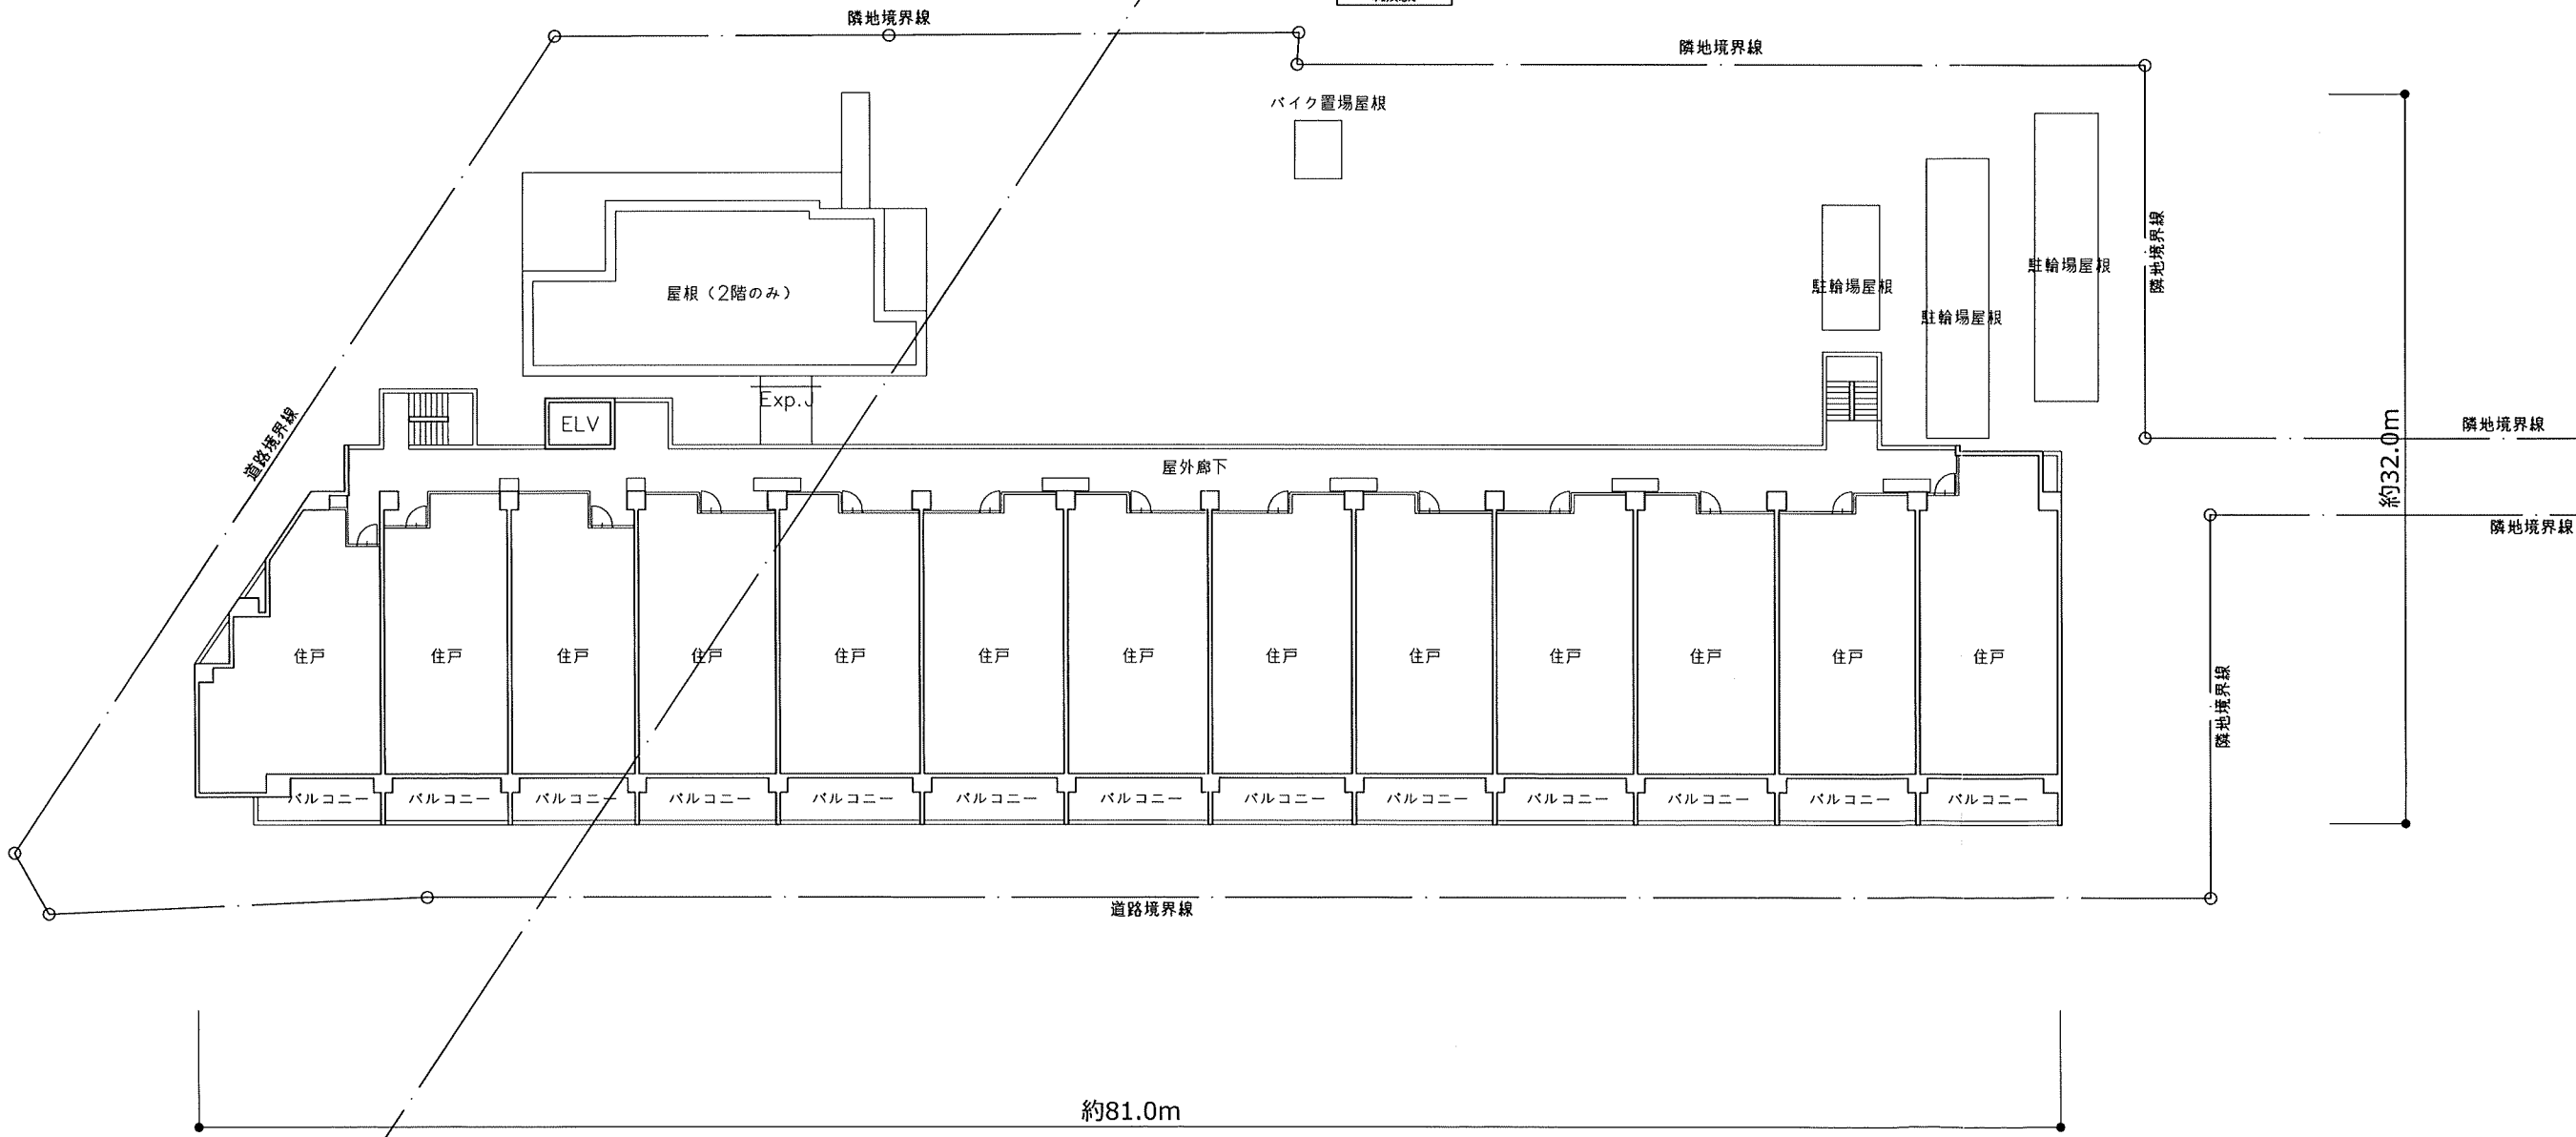 隣地境界線
隣地境界線
バイク置場屋根
隣地境界線
駐輪場屋根
駐輪場屋根
駐輪場屋根
屋根（2階のみ）
Exp.J
ELV
道路境界線
屋外廊下
隣地境界線
約32.0m
隣地境界線
住戸
住戸
住戸
住戸
住戸
住戸
住戸
住戸
住戸
住戸
住戸
住戸
住戸
隣地境界線
バルコニー
バルコニー
バルコニー
バルコニー
バルコニー
バルコニー
バルコニー
バルコニー
バルコニー
バルコニー
バルコニー
バルコニー
バルコニー
道路境界線
約81.0m